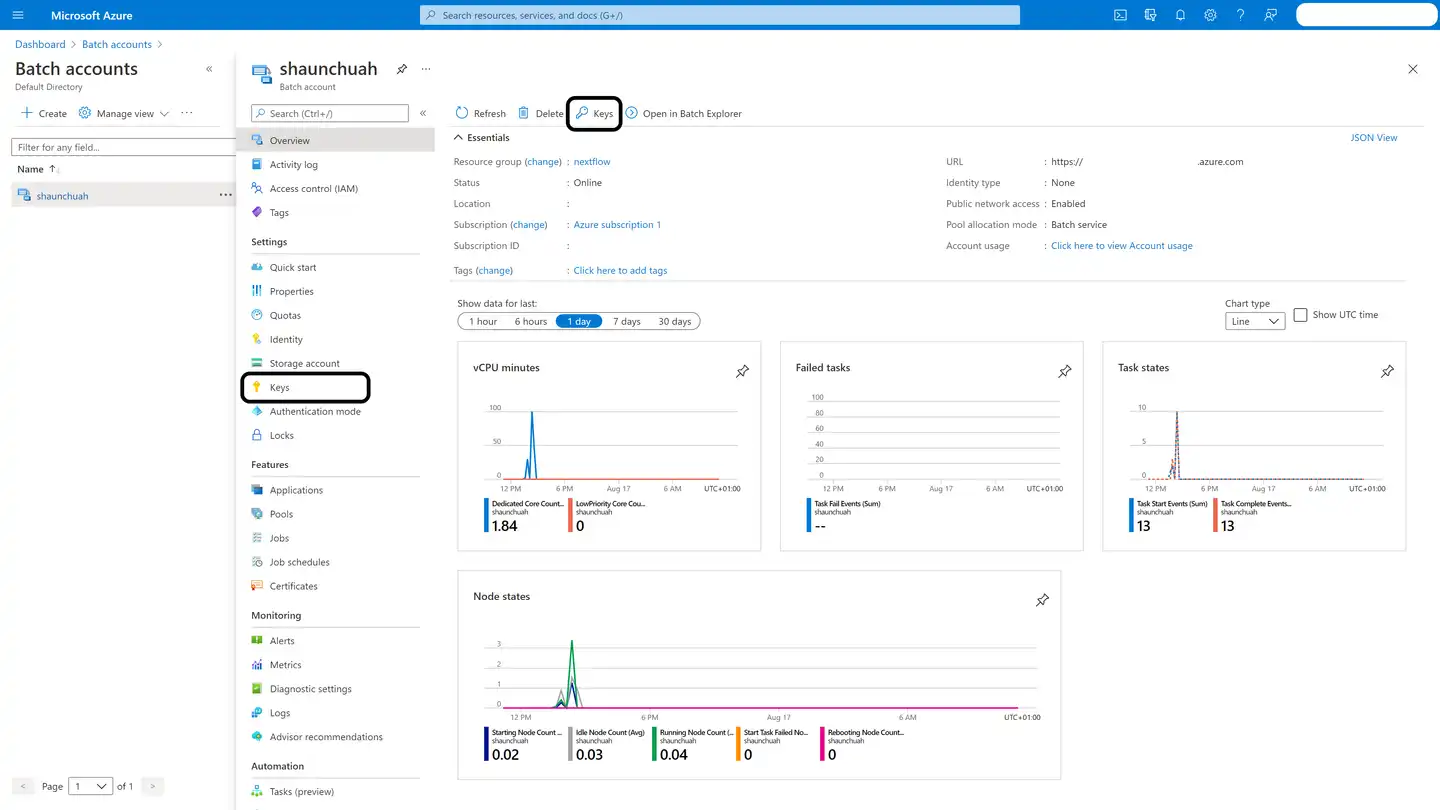 Microsoft Azure
Search resources, services, and docs (G+/)
Dashboard > Batch accounts >
Batch accounts
Default Directory
Create
Manage view
Filter for any field...
Name
shaunchuah
Page 1 of 1
shaunchuah
Batch account
Search (Ctrl+/)
Overview
Activity log
Access control (IAM)
Tags
Settings
Quick start
Properties
Quotas
Identity
Storage account
Keys
Authentication mode
Locks
Features
Applications
Pools
Jobs
Job schedules
Certificates
Monitoring
Alerts
Metrics
Diagnostic settings
Logs
Advisor recommendations
Automation
Tasks (preview)
Refresh Delete Keys Open in Batch Explorer
Essentials
JSON View
Resource group (change) : nextflow
Status : Online
Location :
Subscription (change) : Azure subscription 1
Subscription ID :
Tags (change) : Click here to add tags
URL : https:// .azure.com
Identity type : None
Public network access : Enabled
Pool allocation mode : Batch service
Account usage : Click here to view Account usage
Show data for last:
1 hour 6 hours 1 day 7 days 30 days
Chart type
Line
Show UTC time
vCPU minutes
100
50
0
12 PM 6 PM Aug 17 6 AM UTC+01:00
Dedicated Core Count...
shaunchuah
1.84
LowPriority Core Cou...
shaunchuah
0
Failed tasks
100
80
60
40
20
0
12 PM 6 PM Aug 17 6 AM UTC+01:00
Task Fail Events (Sum)
shaunchuah
--
Task states
10
5
0
12 PM 6 PM Aug 17 6 AM UTC+01:00
Task Start Events (Sum)
shaunchuah
13
Task Complete Events...
shaunchuah
13
Node states
3
2
1
0
12 PM 6 PM Aug 17 6 AM UTC+01:00
Starting Node Count ...
shaunchuah
0.02
Idle Node Count (Avg)
shaunchuah
0.03
Running Node Count (...
shaunchuah
0.04
Start Task Failed No...
shaunchuah
0
Rebooting Node Count...
shaunchuah
0